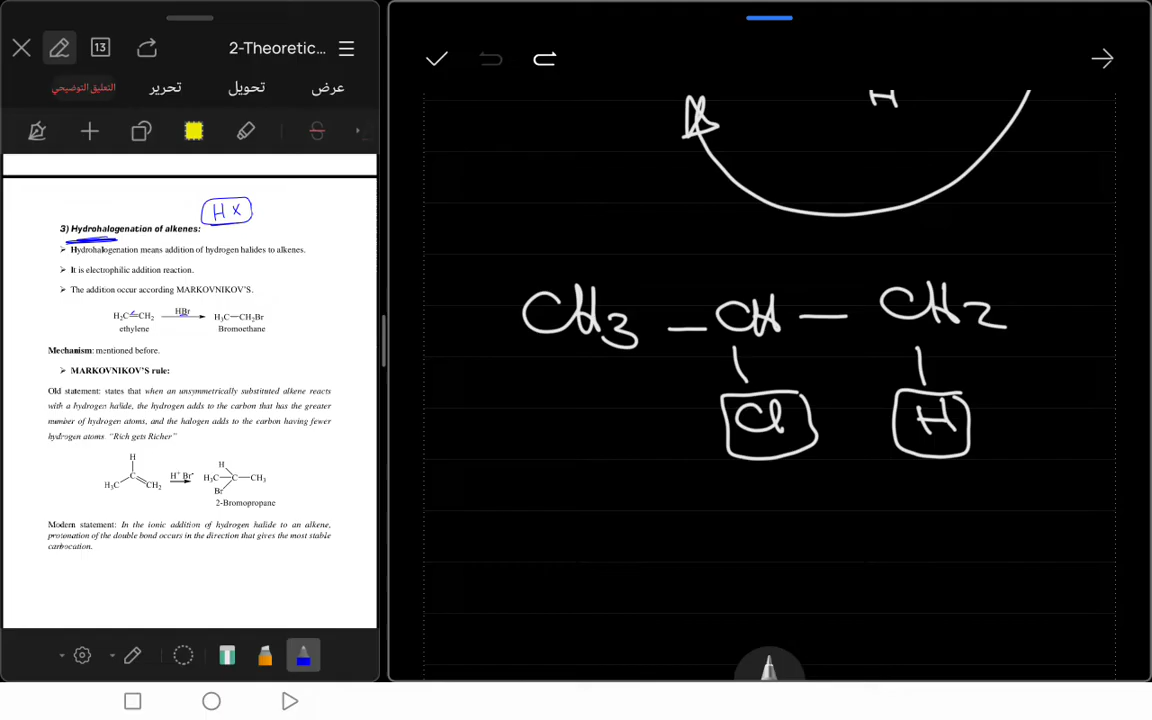 13
2-Theoretic...
التعليق التوضيحي
تحرير
تحويل
عرض
H X
3) Hydrohalogenation of alkenes:
➢ Hydrohalogenation means addition of hydrogen halides to alkenes.
➢ It is electrophilic addition reaction.
➢ The addition occur according MARKOVNIKOV'S.
H2C=CH2 HBr H3C-CH2Br
ethylene Bromoethane
Mechanism: mentioned before.
➢ MARKOVNIKOV'S rule:
Old statement: states that when an unsymmetrically substituted alkene reacts
with a hydrogen halide, the hydrogen adds to the carbon that has the greater
number of hydrogen atoms, and the halogen adds to the carbon having fewer
hydrogen atoms. "Rich gets Richer"
H H
C H+ Br- H3C-C-CH3
H3C CH2 Br
2-Bromopropane
Modern statement: In the ionic addition of hydrogen halide to an alkene,
protonation of the double bond occurs in the direction that gives the most stable
carbocation.
H
CH3 - CH - CH2
Cl H